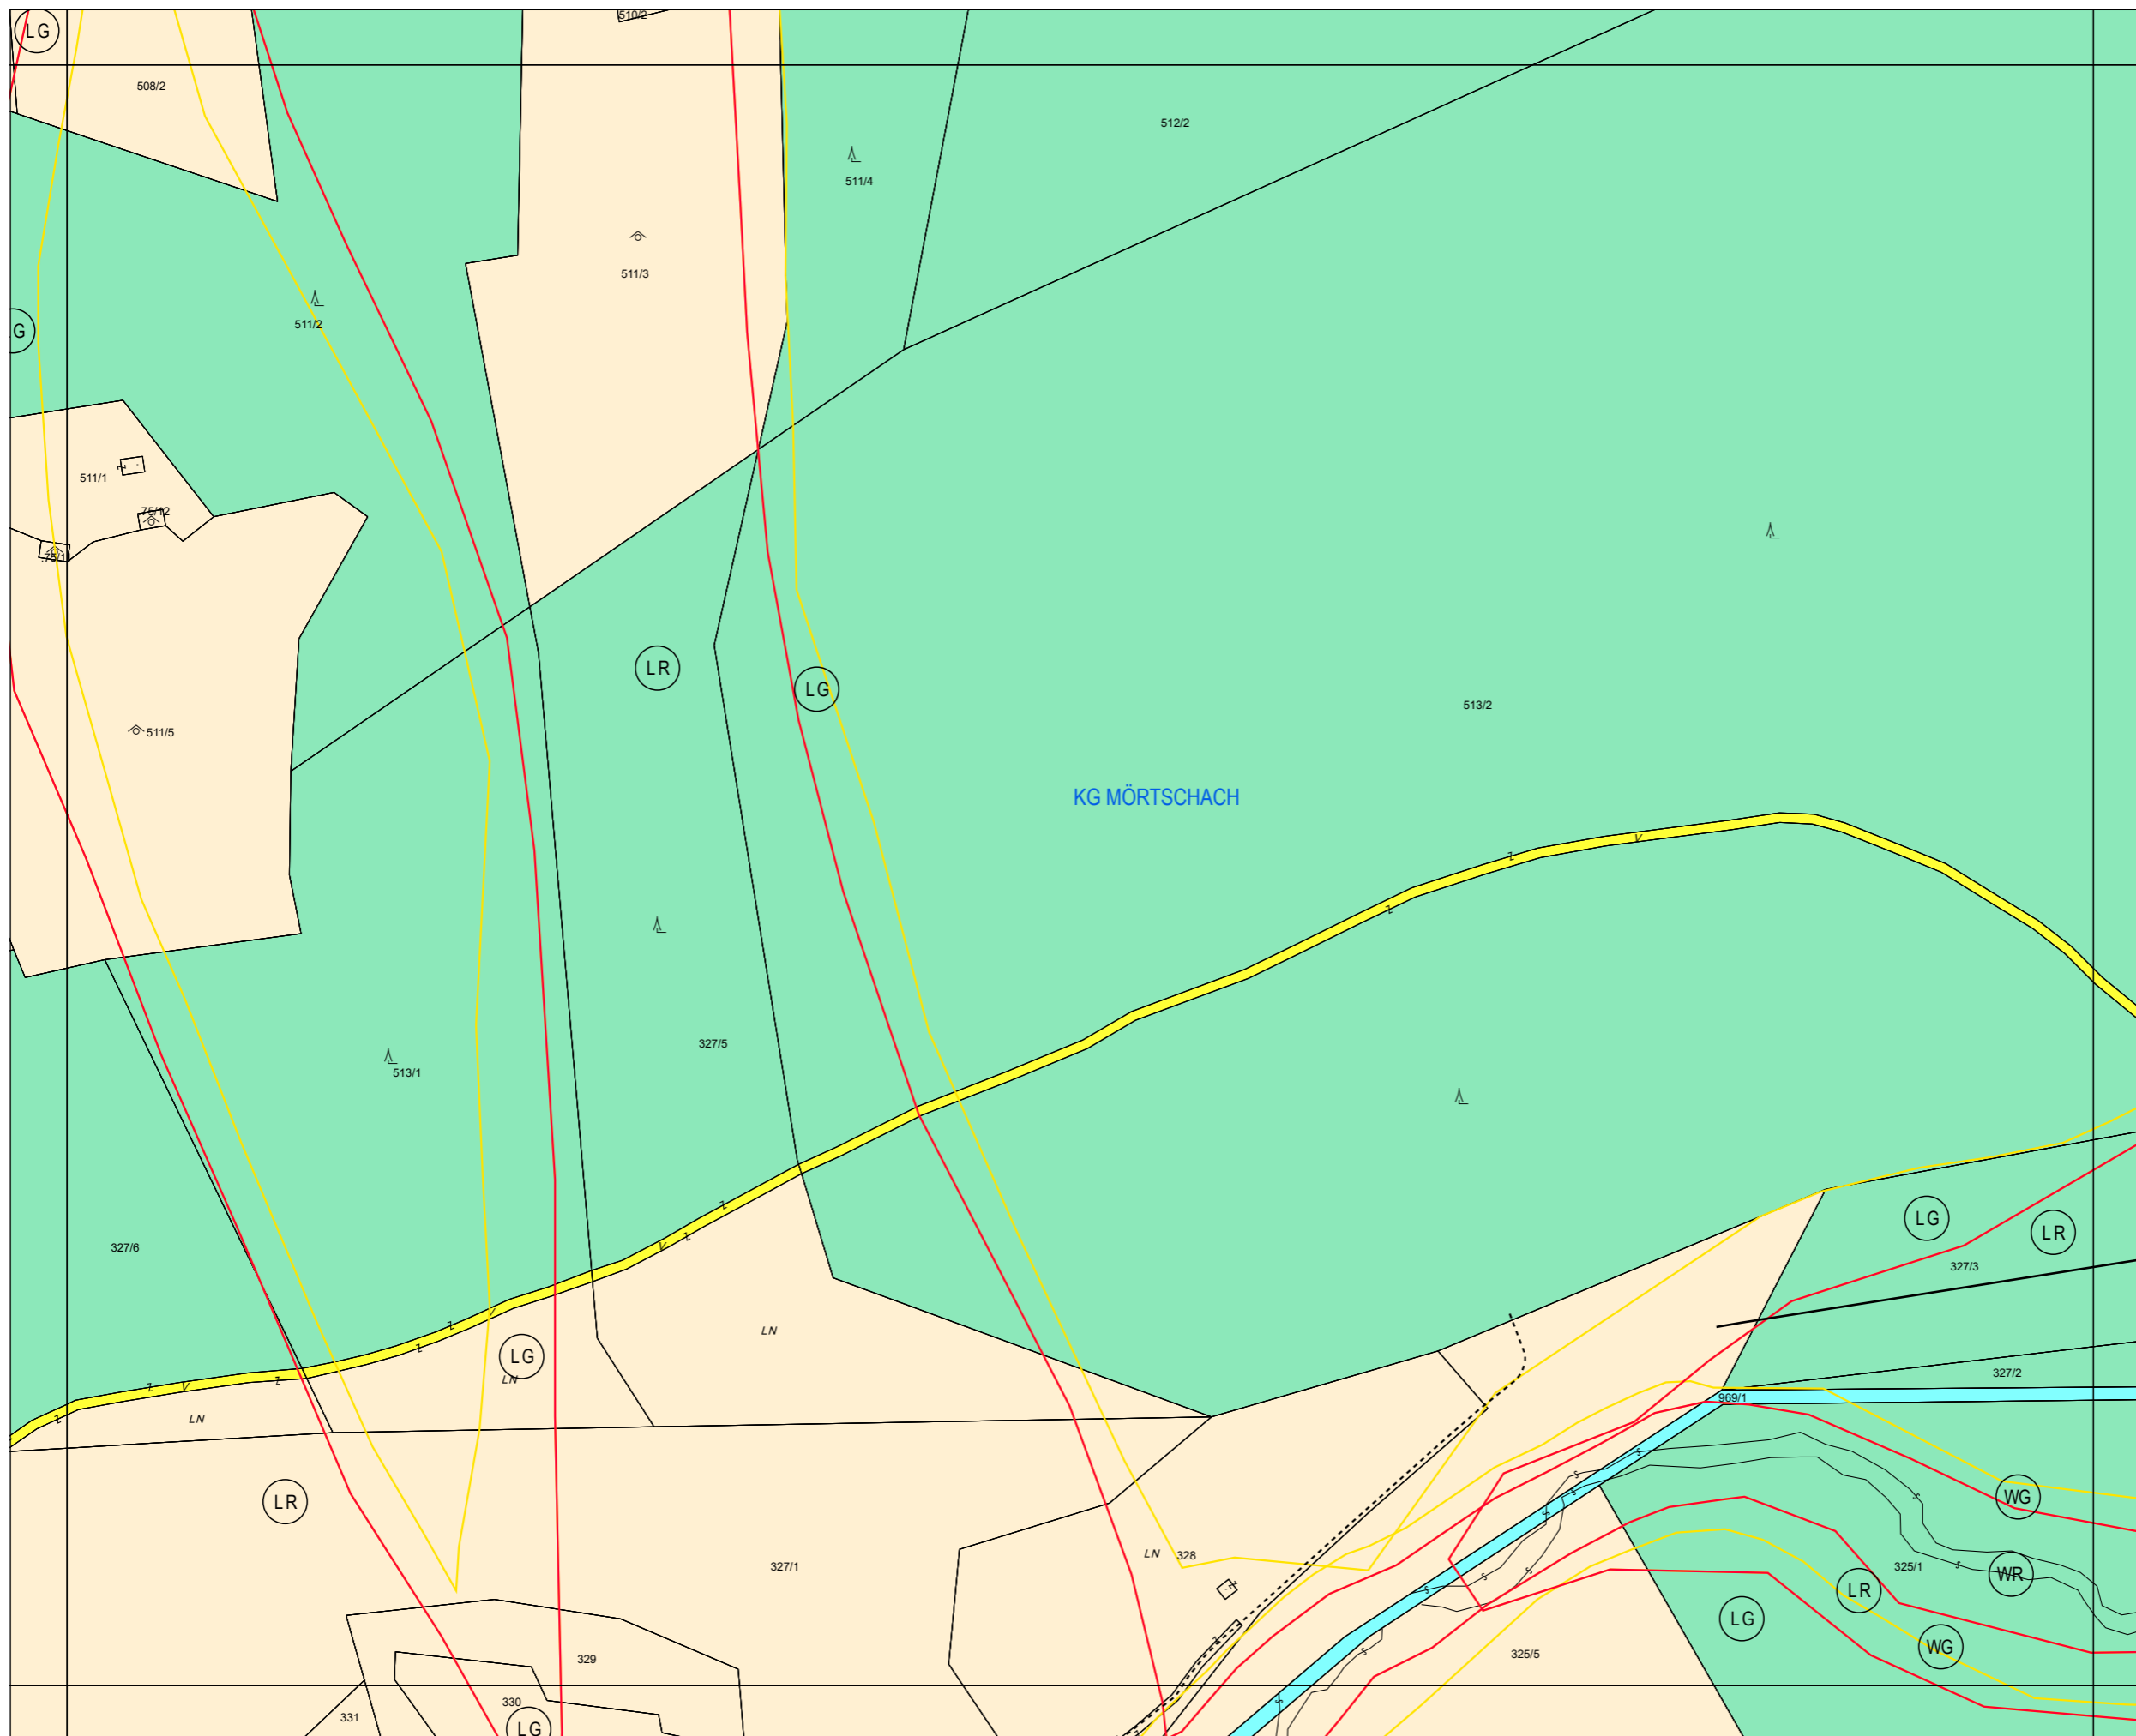 510/2
LG
508/2
512/2
511/4
511/3
511/2
G
511/1
.75/12
.75/1
LR
LG
513/2
511/5
KG MÖRTSCHACH
327/5
513/1
LG
LR
327/6
327/3
LN
LG
LN
327/2
969/1
LN
WG
LR
LN
328
327/1
325/1
WR
LR
LG
WG
329
325/5
330
331
LG